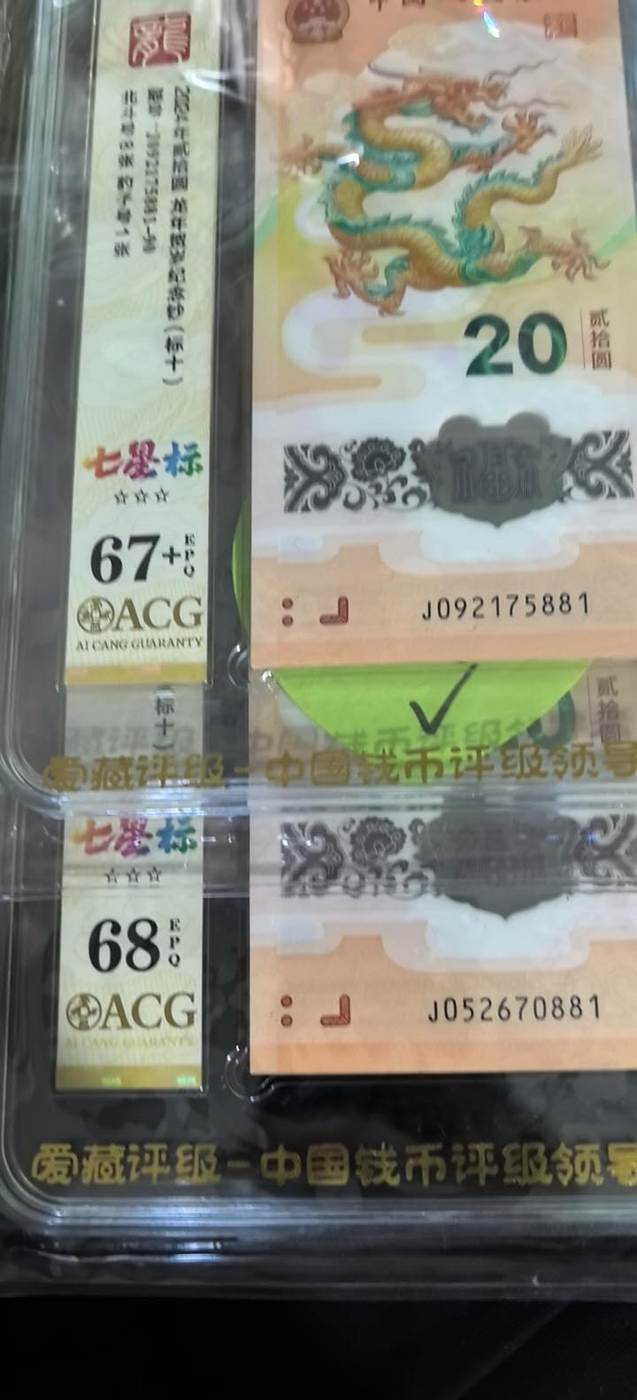 2024年贰拾圆 龙年贺岁纪念钞（标十）
J092175881-90
七星标
☆☆☆
67+EPQ
ACG
AI CANG GUARANTY
20
贰拾圆
J092175881
标十）
贰拾圆
爱藏评级-中国钱币评级领导
七星标
☆☆☆
68EPQ
ACG
AI CANG GUARANTY
J052670881
爱藏评级-中国钱币评级领导